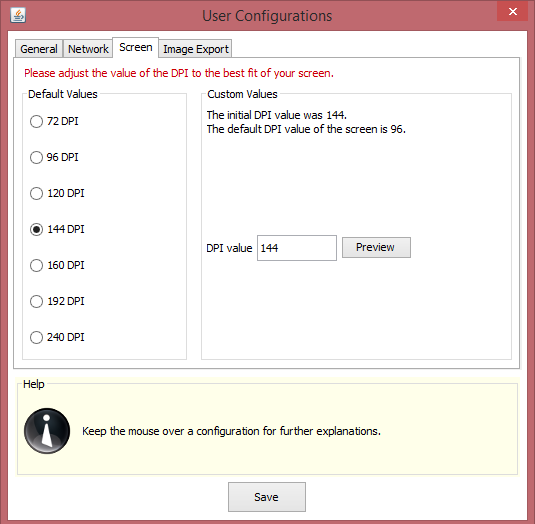 User Configurations
General Network Screen Image Export
Please adjust the value of the DPI to the best fit of your screen.
Default Values
72 DPI
96 DPI
120 DPI
144 DPI
160 DPI
192 DPI
240 DPI
Custom Values
The initial DPI value was 144.
The default DPI value of the screen is 96.
DPI value 144 Preview
Help
Keep the mouse over a configuration for further explanations.
Save